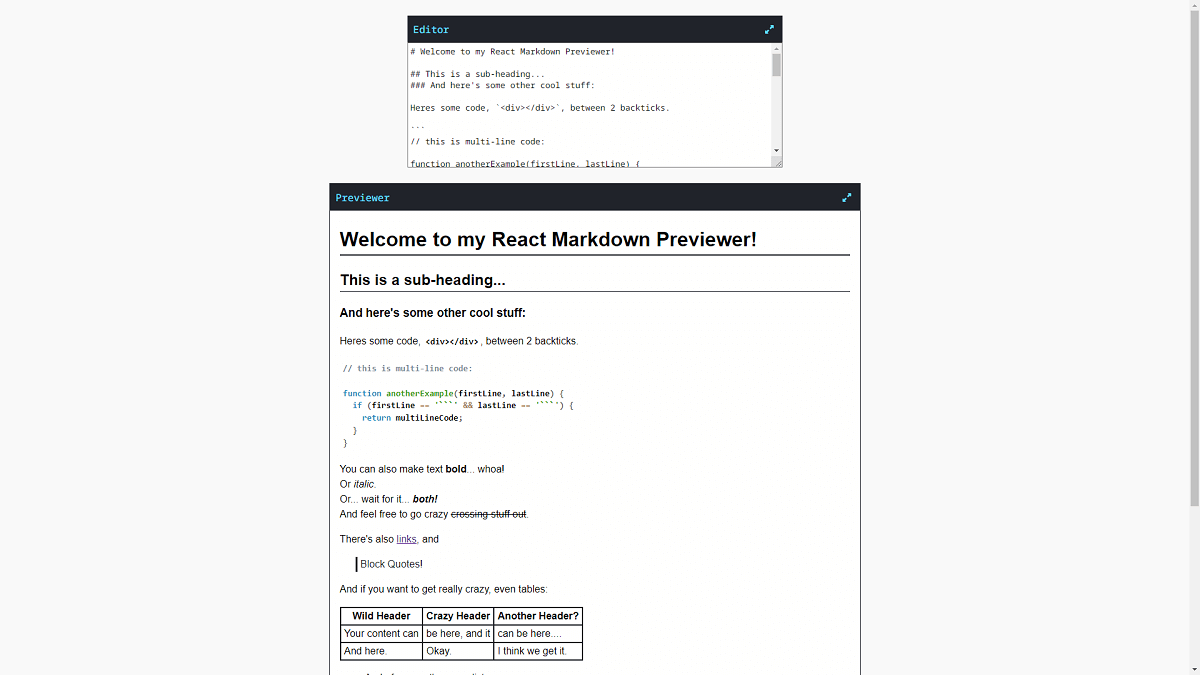 Editor
# Welcome to my React Markdown Previewer!
## This is a sub-heading...
### And here's some other cool stuff:
Heres some code, `<div></div>`, between 2 backticks.
```
// this is multi-line code:
function anotherExample(firstLine, lastLine) {
Previewer
Welcome to my React Markdown Previewer!
This is a sub-heading...
And here's some other cool stuff:
Heres some code, <div></div>, between 2 backticks.
// this is multi-line code:
function anotherExample(firstLine, lastLine) {
if (firstLine == '```' && lastLine == '```') {
return multiLineCode;
}
}
You can also make text bold... whoa!
Or italic.
Or... wait for it... both!
And feel free to go crazy crossing stuff out.
There's also links, and
Block Quotes!
And if you want to get really crazy, even tables:
Wild Header Crazy Header Another Header?
Your content can be here, and it can be here....
And here. Okay. I think we get it.